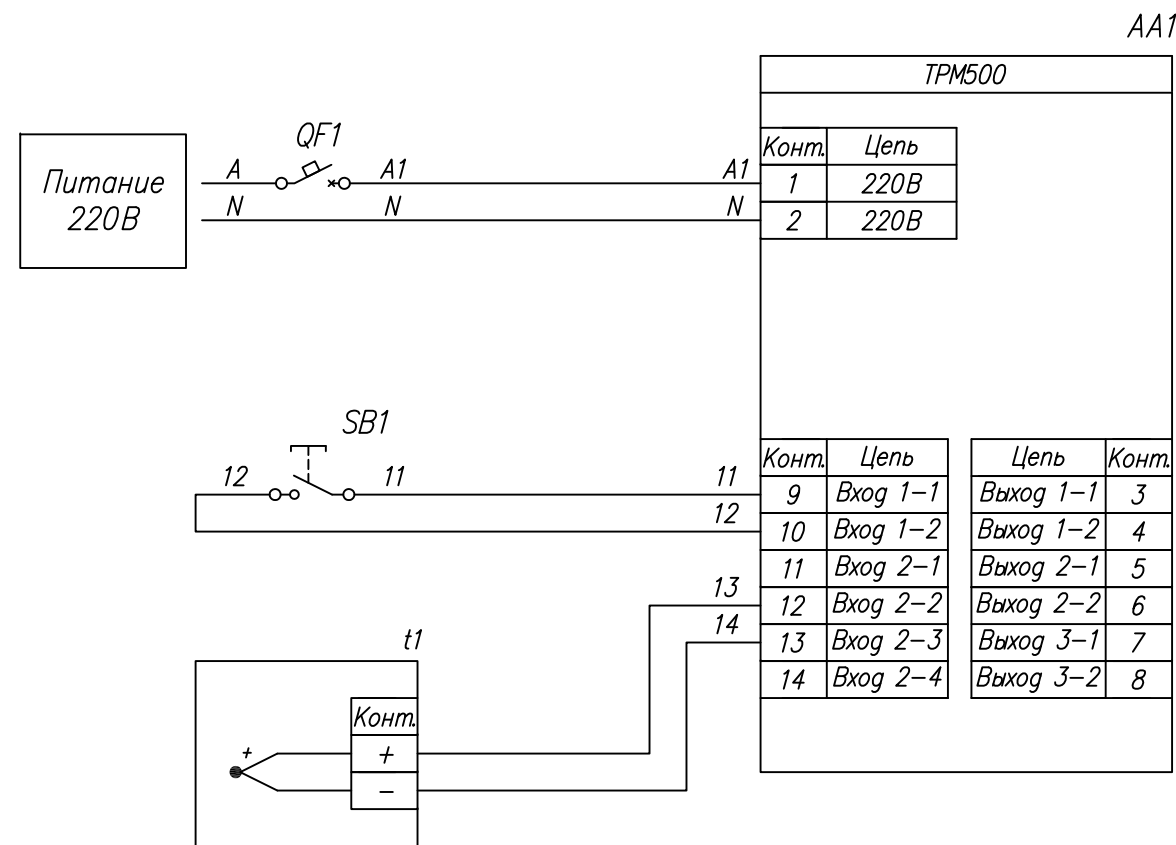 AA1
ТРМ500
QF1
Конт. Цепь
Питание
220В
A A1 A1 1 220В
N N N 2 220В
SB1
Конт. Цепь Цепь Конт.
12 11 11 9 Вход 1-1 Выход 1-1 3
12 10 Вход 1-2 Выход 1-2 4
11 Вход 2-1 Выход 2-1 5
13 12 Вход 2-2 Выход 2-2 6
14 13 Вход 2-3 Выход 3-1 7
14 Вход 2-4 Выход 3-2 8
t1
Конт.
+ +
-